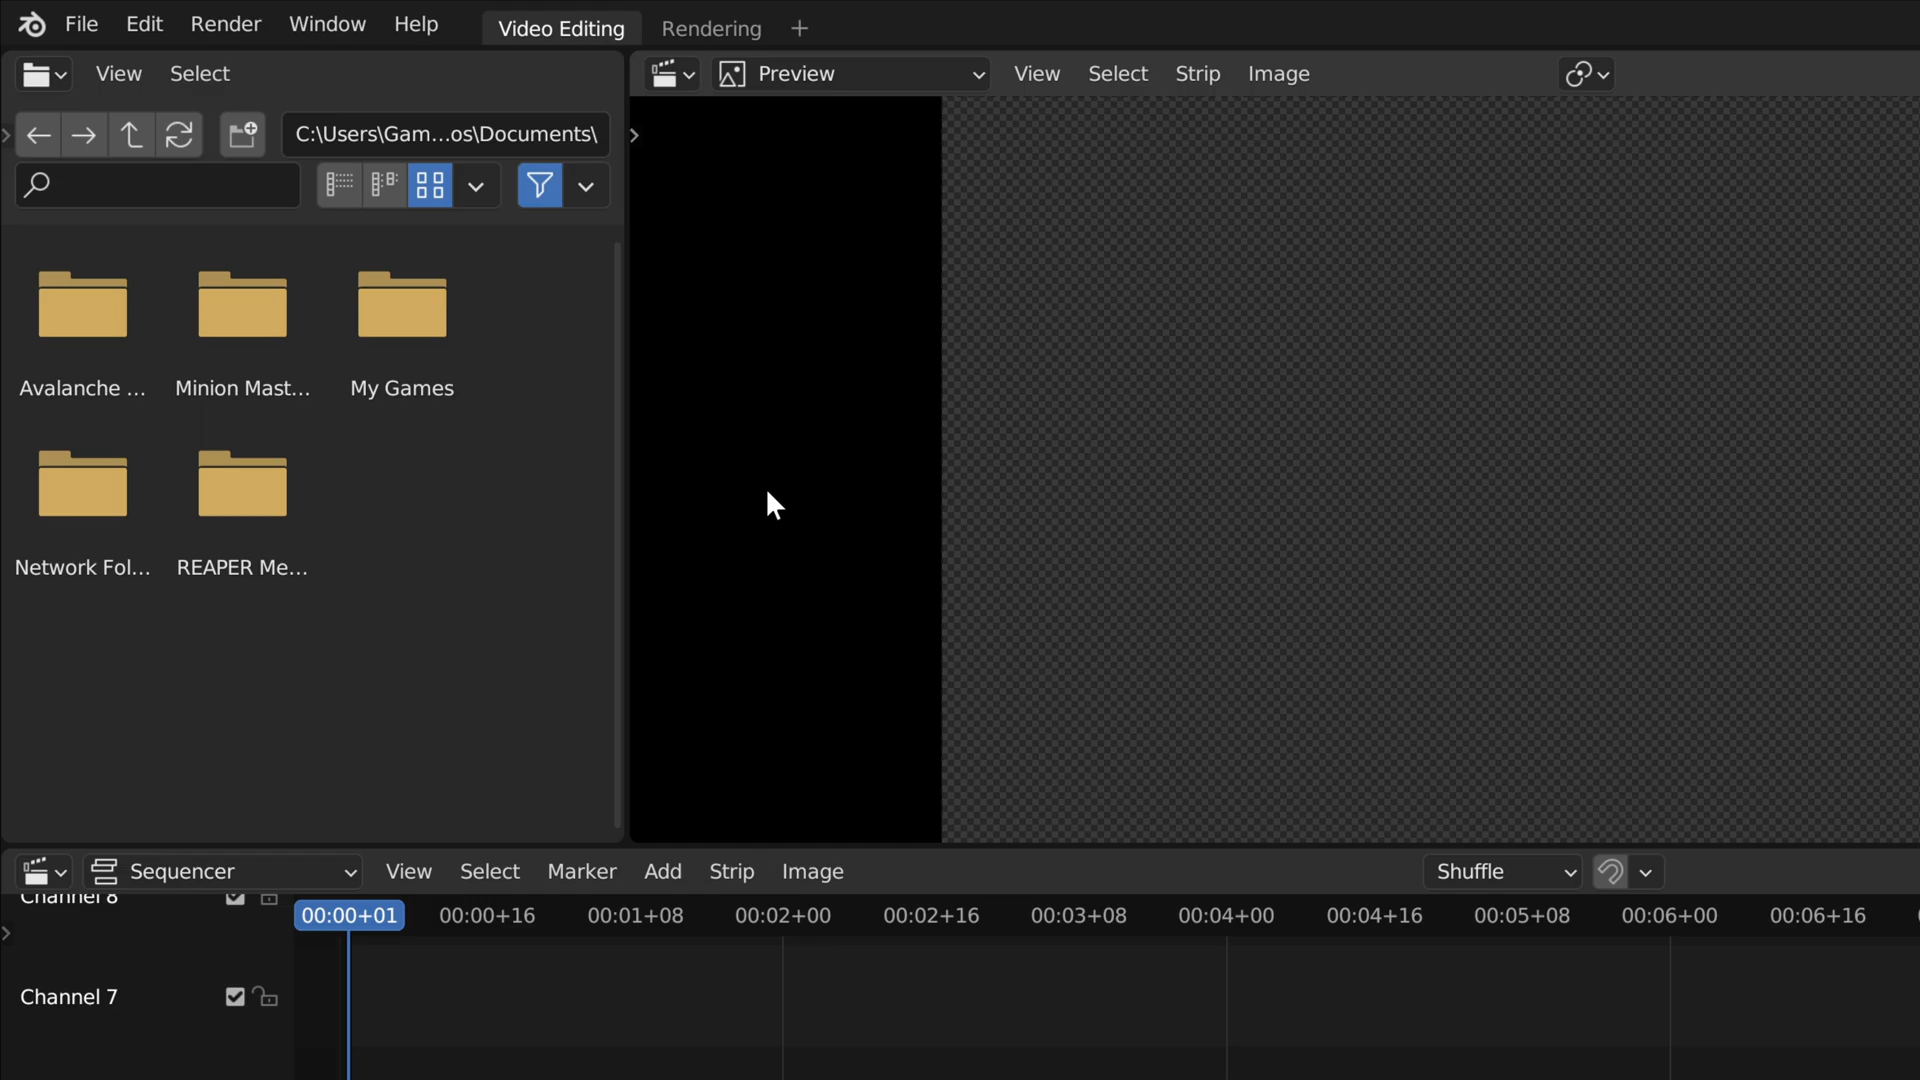 File Edit Render Window Help Video Editing Rendering +
View Select
Preview View Select Strip Image
C:\Users\Gam...os\Documents\
Avalanche ... Minion Mast... My Games
Network Fol... REAPER Me...
Sequencer View Select Marker Add Strip Image Shuffle
Channel 8
00:00+01 00:00+16 00:01+08 00:02+00 00:02+16 00:03+08 00:04+00 00:04+16 00:05+08 00:06+00 00:06+16
Channel 7